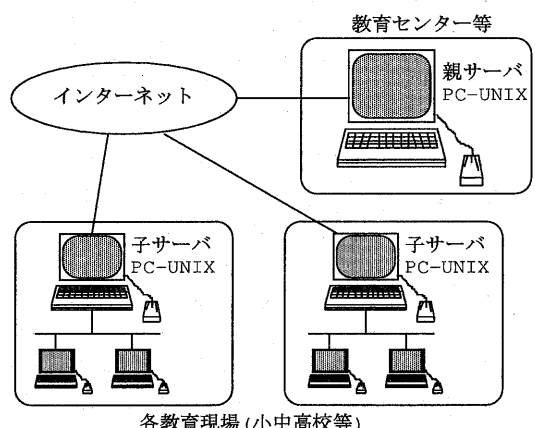 教育センター等
親サーバ
PC-UNIX
インターネット
子サーバ
PC-UNIX
子サーバ
PC-UNIX
各教育現場(小中高校等)